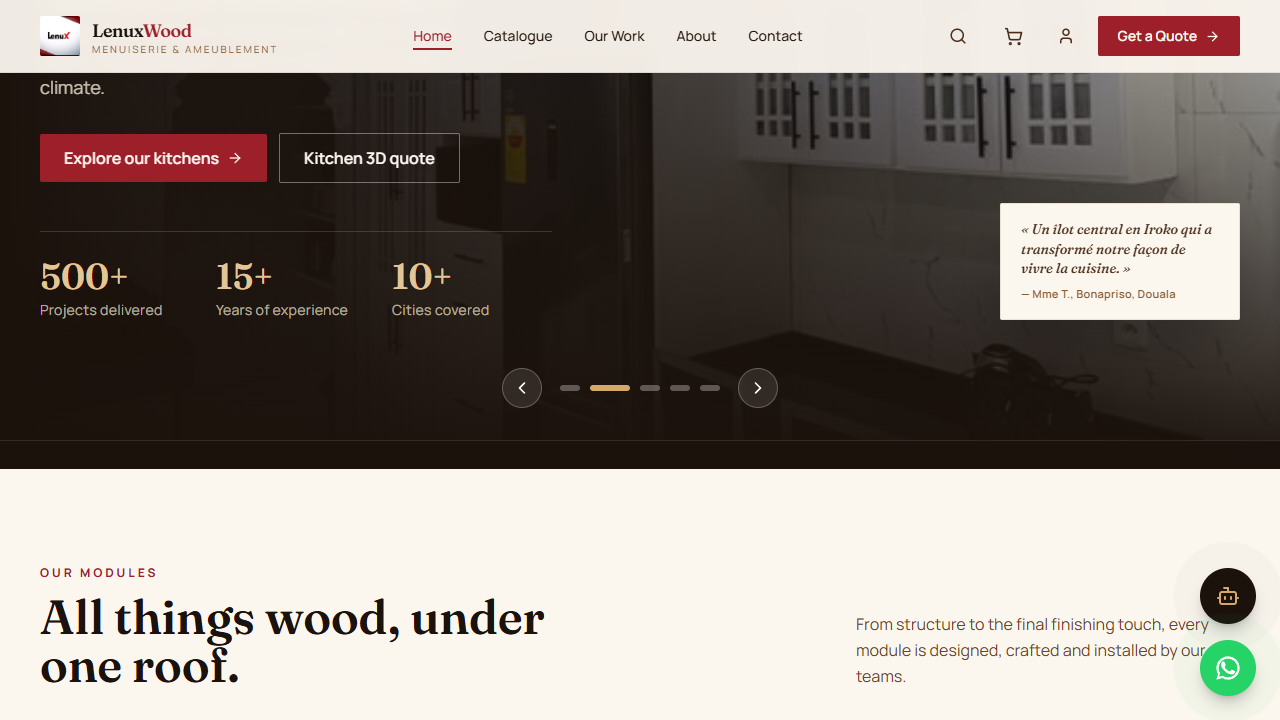 LenuX
LenuxWood
MENUISERIE & AMEUBLEMENT
Home
Catalogue
Our Work
About
Contact
Get a Quote
climate.
Explore our kitchens
Kitchen 3D quote
500+
Projects delivered
15+
Years of experience
10+
Cities covered
« Un îlot central en Iroko qui a
transformé notre façon de
vivre la cuisine. »
— Mme T., Bonapriso, Douala
OUR MODULES
All things wood, under
one roof.
From structure to the final finishing touch, every
module is designed, crafted and installed by our
teams.